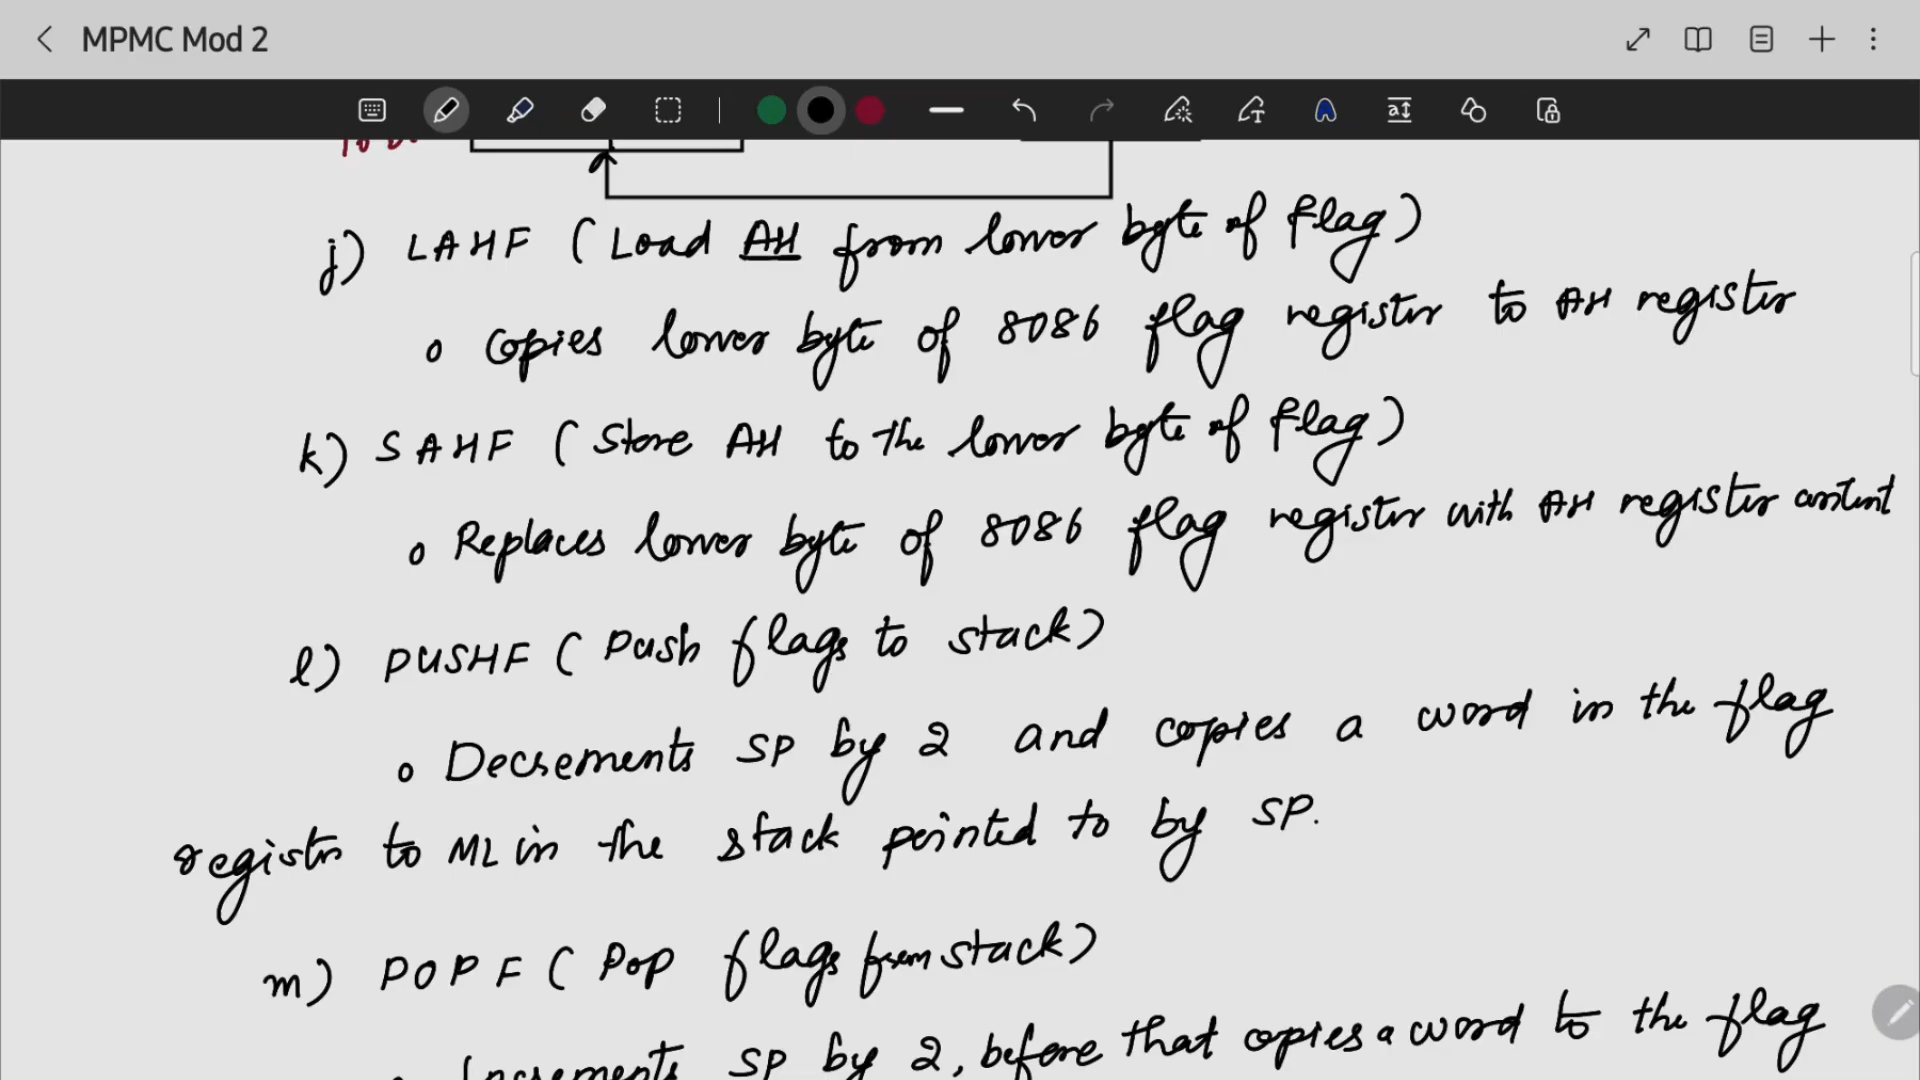 MPMC Mod 2
j) LAHF (Load AH from lower byte of flag)
o copies lower byte of 8086 flag register to AH register
k) SAHF (Store AH to the lower byte of flag)
o Replaces lower byte of 8086 flag register with AH register content
l) PUSHF (Push flags to stack)
o Decrements SP by 2 and copies a word in the flag
register to ML in the stack pointed to by SP.
m) POPF (Pop flags from stack)
o Increments SP by 2, before that copies a word to the flag